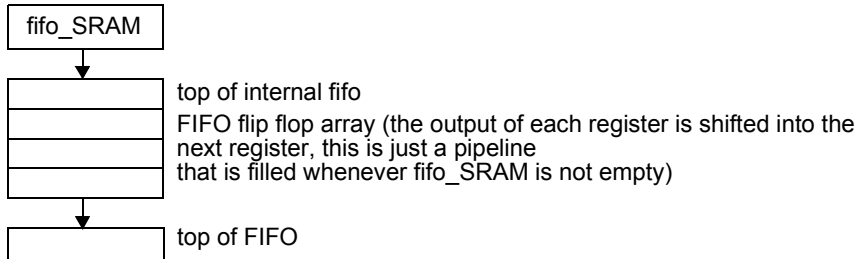 fifo_SRAM
top of internal fifo
FIFO flip flop array (the output of each register is shifted into the
next register, this is just a pipeline
that is filled whenever fifo_SRAM is not empty)
top of FIFO